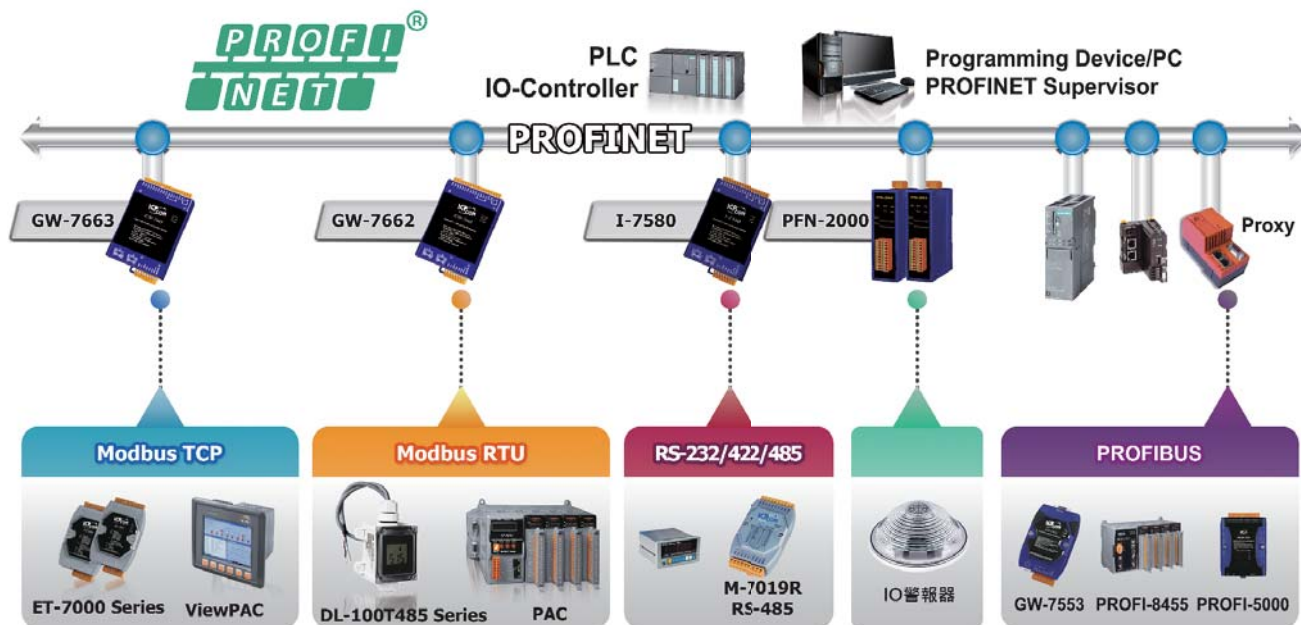 PROFI®
NET
PLC
IO-Controller
Programming Device/PC
PROFINET Supervisor
PROFINET
GW-7663
GW-7662
I-7580
PFN-2000
Proxy
Modbus TCP
Modbus RTU
RS-232/422/485
PROFIBUS
ET-7000 Series
ViewPAC
DL-100T485 Series
PAC
M-7019R
RS-485
IO警報器
GW-7553
PROFI-8455
PROFI-5000